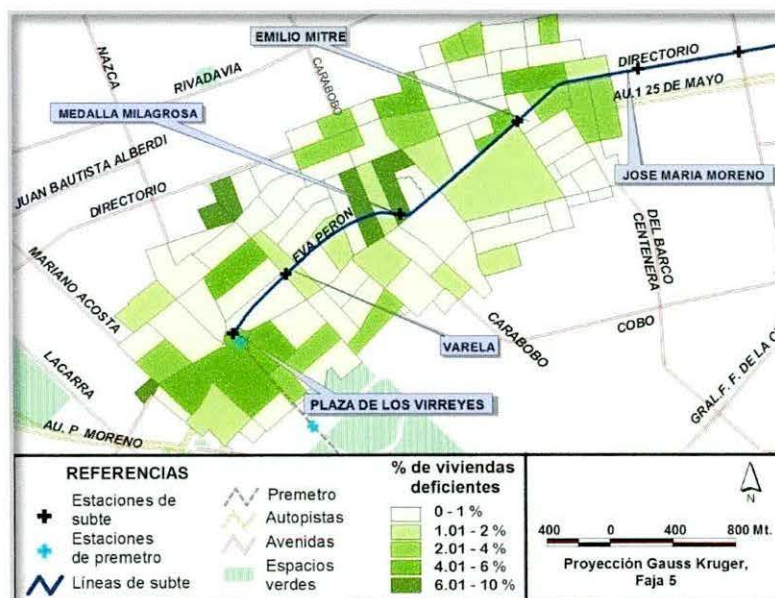 EMILIO MITRE
NAZCA
RIVADAVIA
CARABOBO
DIRECTORIO
AU.1 25 DE MAYO
MEDALLA MILAGROSA
JUAN BAUTISTA ALBERDI
DIRECTORIO
JOSE MARIA MORENO
EVA PERÓN
MARIANO ACOSTA
DEL BARCO
CENTENERA
CARABOBO
COBO
VARELA
LACARRA
GRAL. F. F. DE LA C
PLAZA DE LOS VIRREYES
AU. P. MORENO
REFERENCIAS
Estaciones de
subte
Estaciones
de premetro
Líneas de subte
Premetro
Autopistas
Avenidas
Espacios
verdes
% de viviendas
deficientes
0 - 1 %
1.01 - 2 %
2.01 - 4 %
4.01 - 6 %
6.01 - 10 %
N
400 0 400 800 Mt.
Proyección Gauss Kruger,
Faja 5